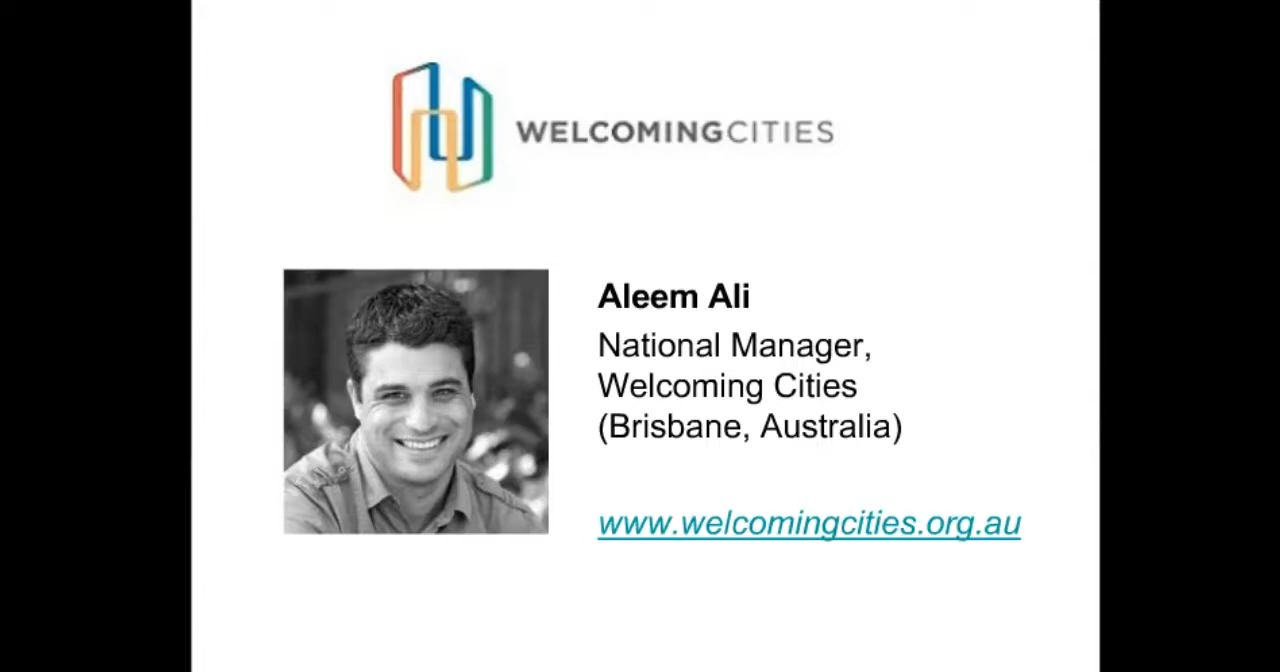 WELCOMINGCITIES
Aleem Ali
National Manager,
Welcoming Cities
(Brisbane, Australia)
www.welcomingcities.org.au